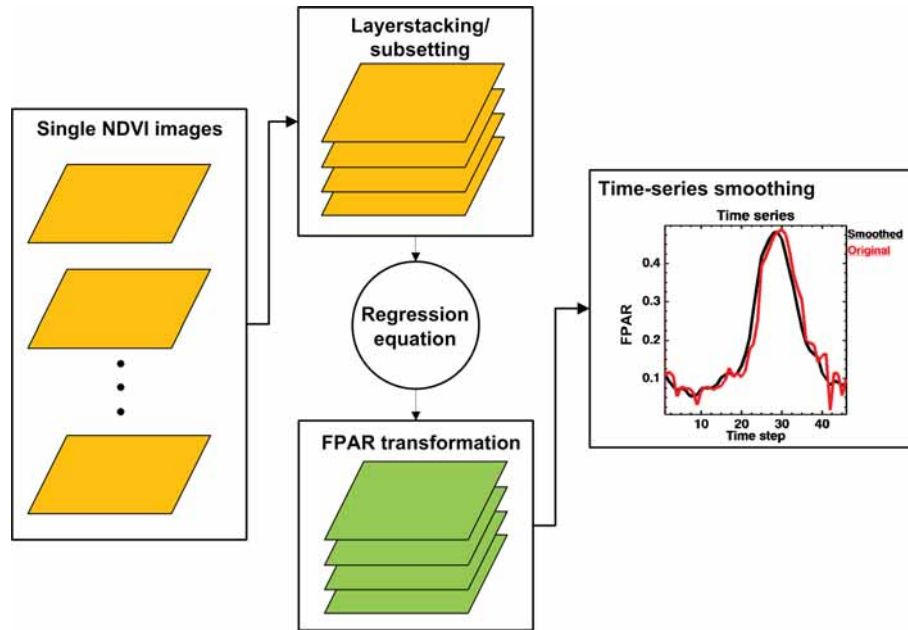 Single NDVI images
Layerstacking/
subsetting
Regression
equation
FPAR transformation
Time-series smoothing
Time series
Smoothed
Original
FPAR
0.4
0.3
0.2
0.1
10 20 30 40
Time step